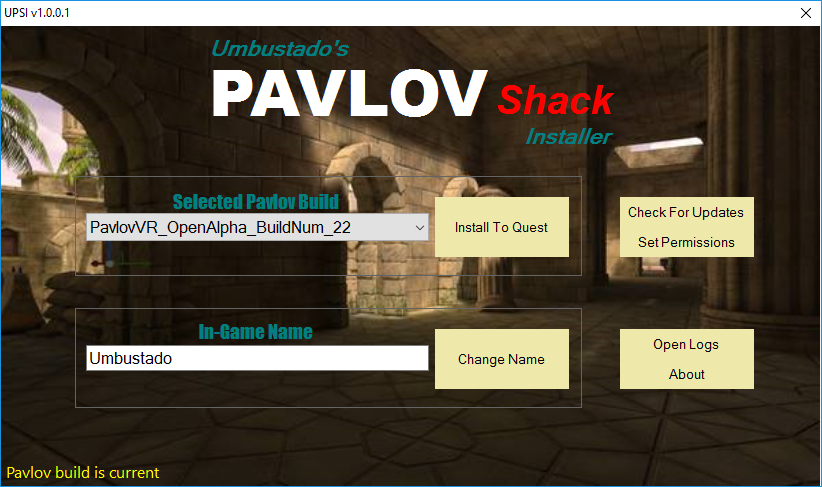 UPSI v1.0.0.1
Umbustado's
PAVLOV Shack
Installer
Selected Pavlov Build
PavlovVR_OpenAlpha_BuildNum_22
Install To Quest
Check For Updates
Set Permissions
In-Game Name
Umbustado
Change Name
Open Logs
About
Pavlov build is current